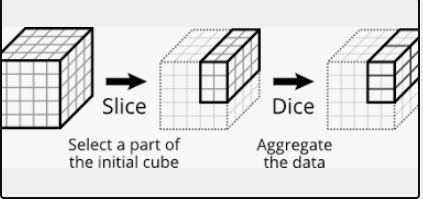 Slice
Dice
Select a part of
the initial cube
Aggregate
the data